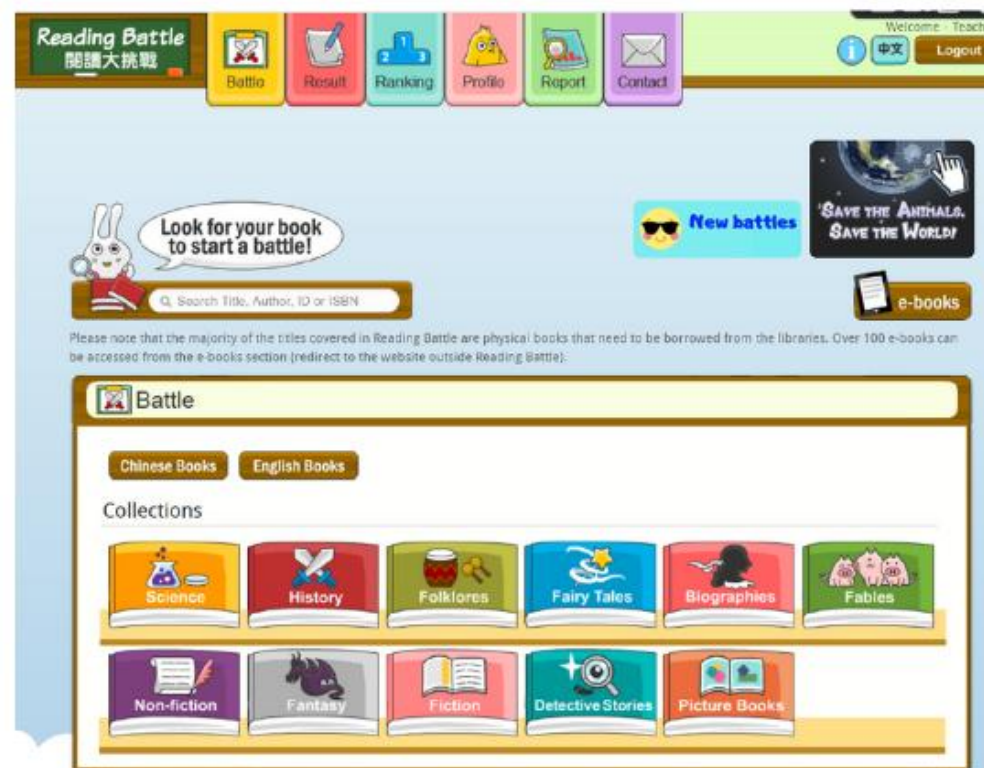 Reading Battle
閱讀大挑戰
Battle
Result
Ranking
Profile
Report
Contact
Welcome - Teach
i
中文
Logout
Look for your book
to start a battle!
New battles
SAVE THE ANIMALS.
SAVE THE WORLD!
Search Title, Author, ID or ISBN
e-books
Please note that the majority of the titles covered in Reading Battle are physical books that need to be borrowed from the libraries. Over 100 e-books can
be accessed from the e-books section (redirect to the website outside Reading Battle).
Battle
Chinese Books
English Books
Collections
Science
History
Folklores
Fairy Tales
Biographies
Fables
Non-fiction
Fantasy
Fiction
Detective Stories
Picture Books